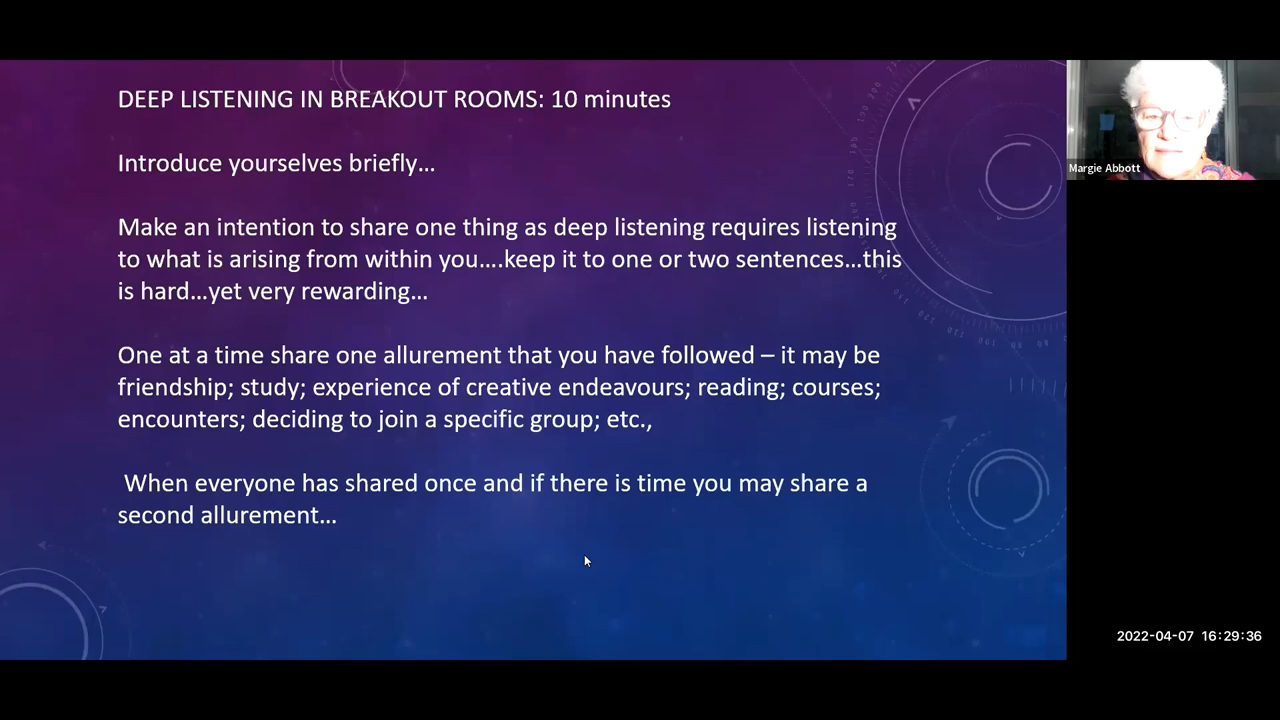 DEEP LISTENING IN BREAKOUT ROOMS: 10 minutes
Introduce yourselves briefly…
Make an intention to share one thing as deep listening requires listening
to what is arising from within you….keep it to one or two sentences…this
is hard…yet very rewarding…
One at a time share one allurement that you have followed – it may be
friendship; study; experience of creative endeavours; reading; courses;
encounters; deciding to join a specific group; etc.,
When everyone has shared once and if there is time you may share a
second allurement…
Margie Abbott
2022-04-07 16:29:36